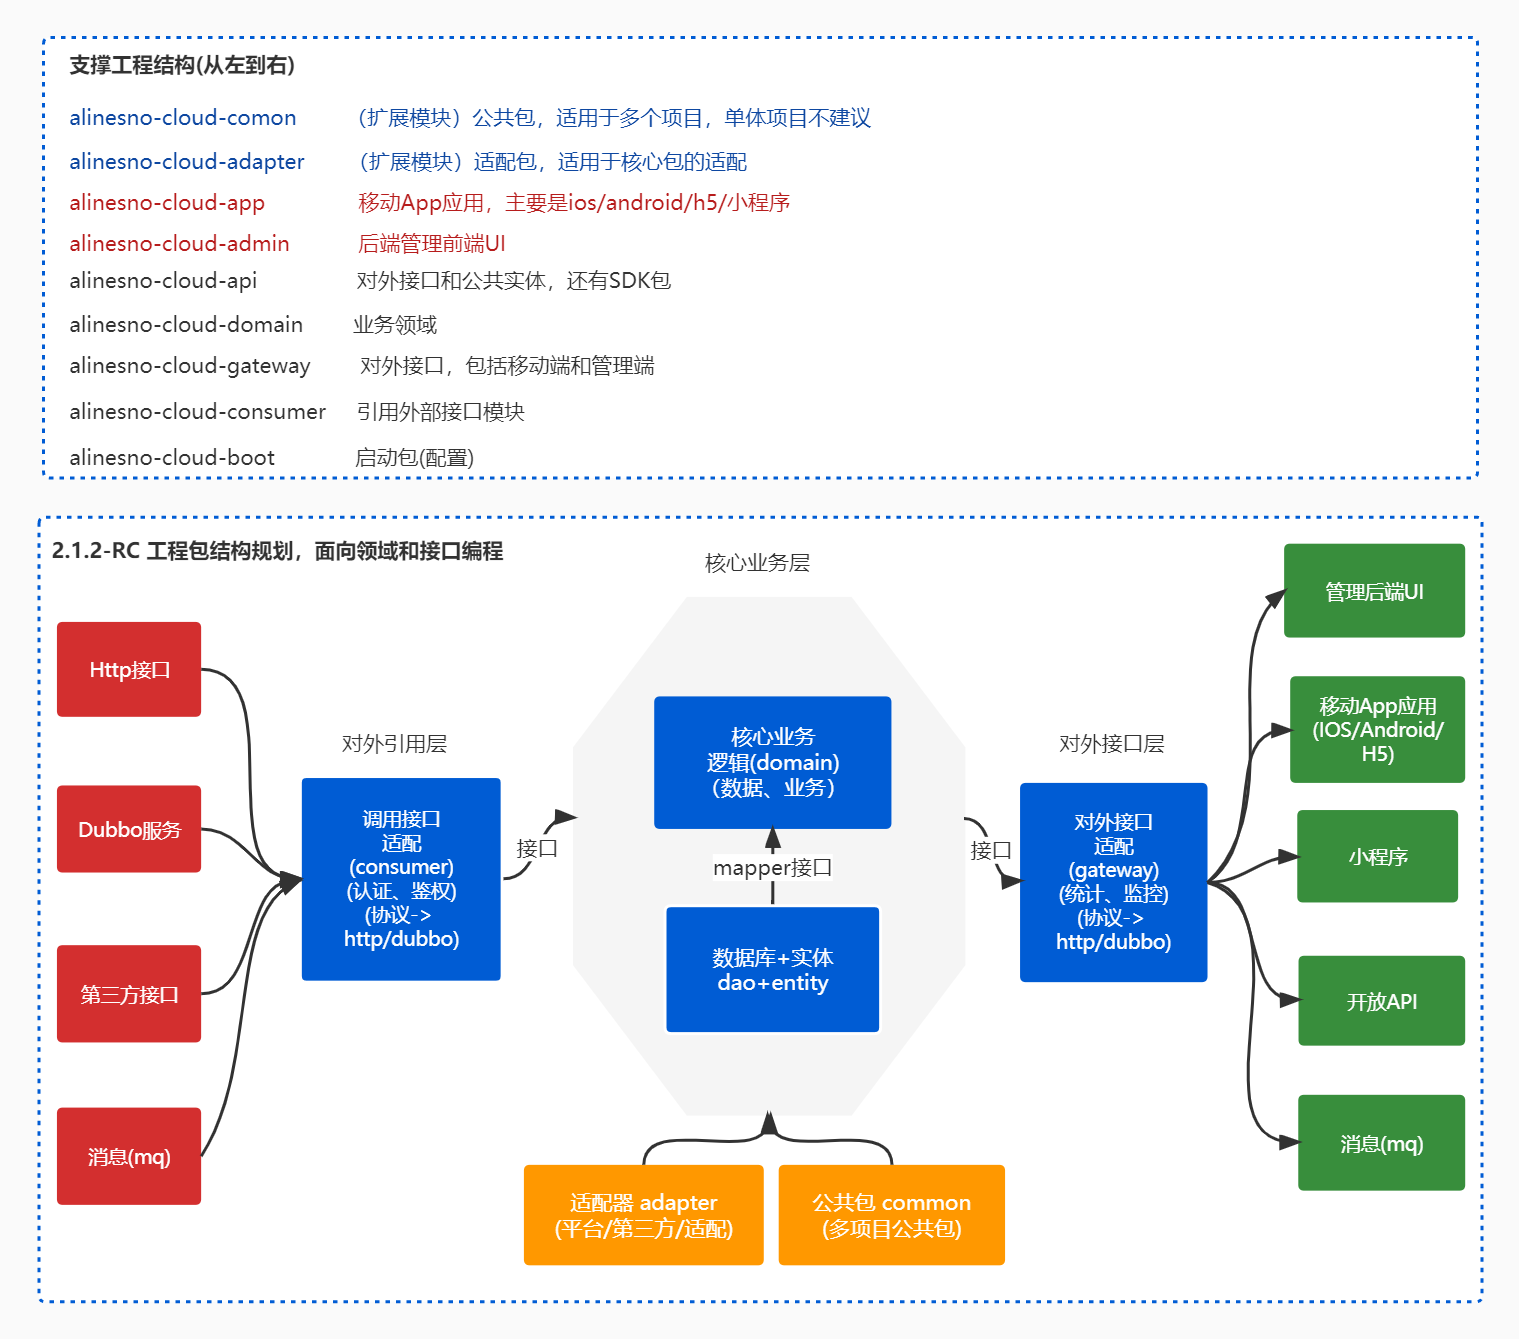 支撑工程结构(从左到右)
alinesno-cloud-comon （扩展模块）公共包，适用于多个项目，单体项目不建议
alinesno-cloud-adapter （扩展模块）适配包，适用于核心包的适配
alinesno-cloud-app 移动App应用，主要是ios/android/h5/小程序
alinesno-cloud-admin 后端管理前端UI
alinesno-cloud-api 对外接口和公共实体，还有SDK包
alinesno-cloud-domain 业务领域
alinesno-cloud-gateway 对外接口，包括移动端和管理端
alinesno-cloud-consumer 引用外部接口模块
alinesno-cloud-boot 启动包(配置)
2.1.2-RC 工程包结构规划，面向领域和接口编程
Http接口
Dubbo服务
第三方接口
消息(mq)
对外引用层
调用接口
适配
(consumer)
(认证、鉴权)
(协议->
http/dubbo)
接口
核心业务层
核心业务
逻辑(domain)
（数据、业务）
mapper接口
数据库+实体
dao+entity
适配器 adapter
(平台/第三方/适配)
公共包 common
(多项目公共包)
接口
对外接口层
对外接口
适配
(gateway)
(统计、监控)
(协议->
http/dubbo)
管理后端UI
移动App应用
(IOS/Android/
H5)
小程序
开放API
消息(mq)